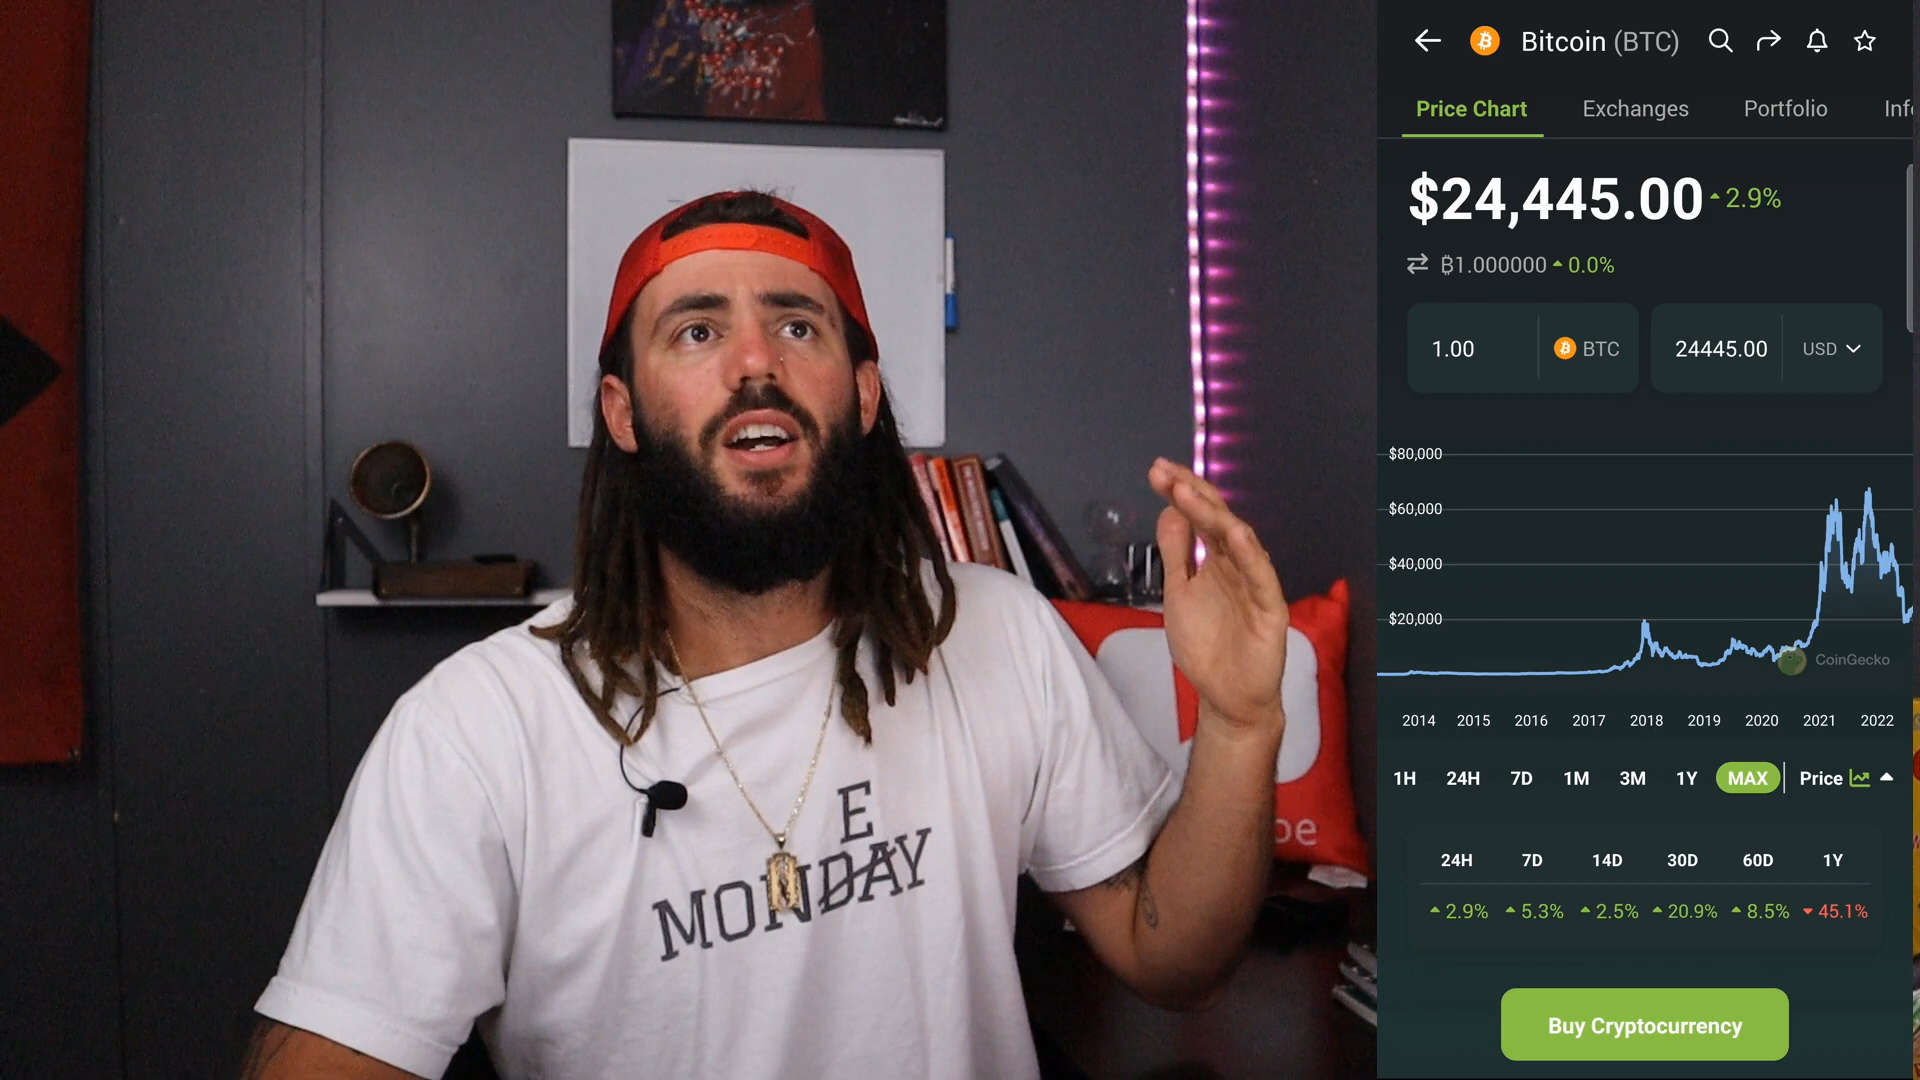 E
MONDAY
be
Bitcoin (BTC)
Price Chart Exchanges Portfolio Inf
$24,445.00 2.9%
₿1.000000 0.0%
1.00 BTC 24445.00 USD
$80,000
$60,000
$40,000
$20,000
CoinGecko
2014 2015 2016 2017 2018 2019 2020 2021 2022
1H 24H 7D 1M 3M 1Y MAX Price
24H 7D 14D 30D 60D 1Y
2.9% 5.3% 2.5% 20.9% 8.5% 45.1%
Buy Cryptocurrency